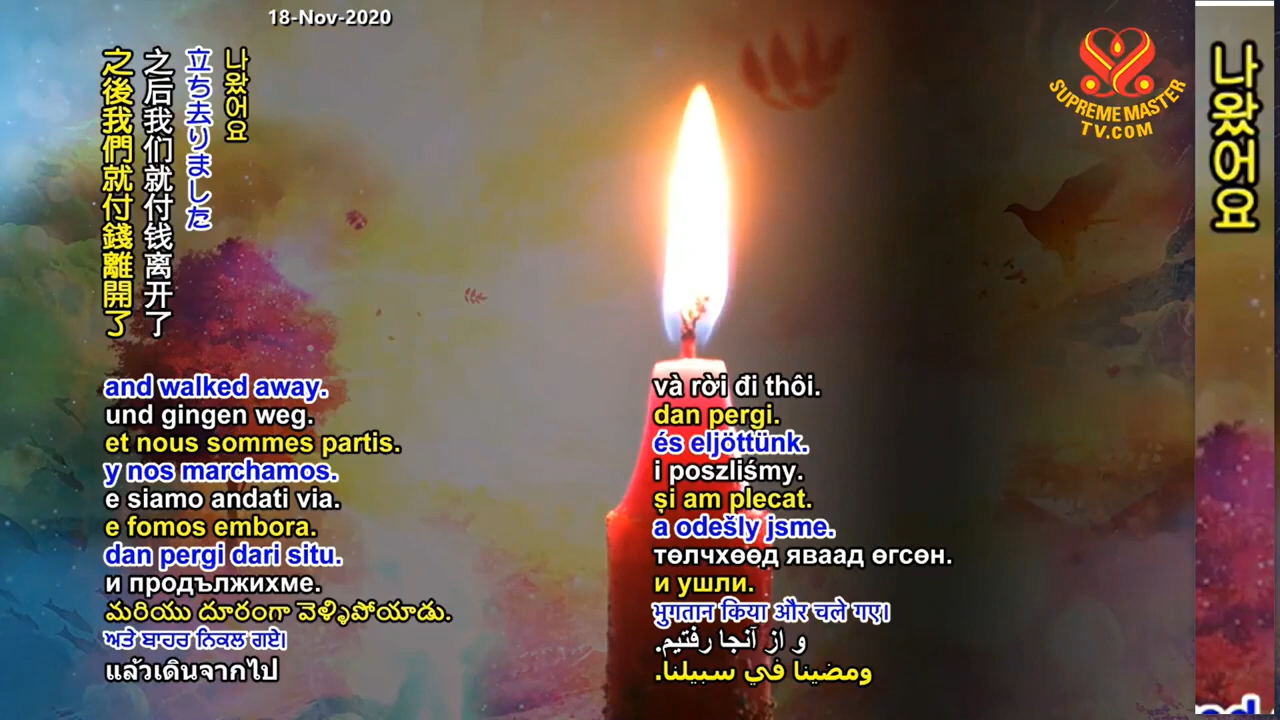 18-Nov-2020
나왔어요
立ち去りました
之后我们就付钱离开了
之後我們就付錢離開了
SUPREME MASTER
TV.COM
and walked away.
und gingen weg.
et nous sommes partis.
y nos marchamos.
e siamo andati via.
e fomos embora.
dan pergi dari situ.
и продължихме.
మరియు దూరంగా వెళ్ళిపోయాడు.
ਅਤੇ ਬਾਹਰ ਨਿਕਲ ਗਏ।
แล้วเดินจากไป
và rời đi thôi.
dan pergi.
és eljöttünk.
i poszliśmy.
și am plecat.
a odešly jsme.
төлчхөөд яваад өгсөн.
и ушли.
भुगतान किया और चले गए।
و از آنجا رفتیم.
ومضينا في سبيلنا.
나왔어요